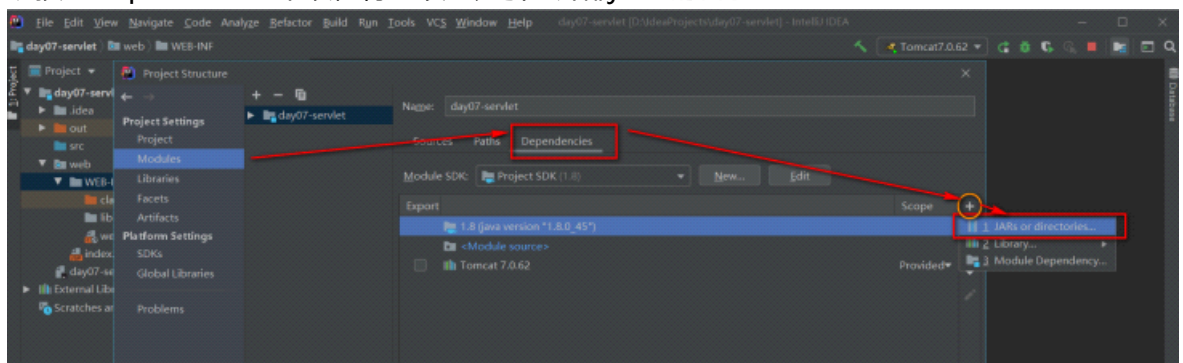 File Edit View Navigate Code Analyze Refactor Build Run Tools VCS Window Help day07-servlet [D:\IdeaProjects\day07-servlet] - IntelliJ IDEA
day07-servlet web WEB-INF Tomcat7.0.62
1: Project
Database
Project
day07-serv
.idea
out
src
web
WEB-I
cla
lib
we
index.
day07-se
External Libr
Scratches ar
Project Structure
Project Settings
Project
Modules
Libraries
Facets
Artifacts
Platform Settings
SDKs
Global Libraries
Problems
day07-servlet
Name: day07-servlet
Sources Paths Dependencies
Module SDK: Project SDK (1.8) New... Edit
Export Scope
1.8 (java version "1.8.0_45")
<Module source>
Tomcat 7.0.62 Provided
1 JARs or directories...
2 Library...
3 Module Dependency...